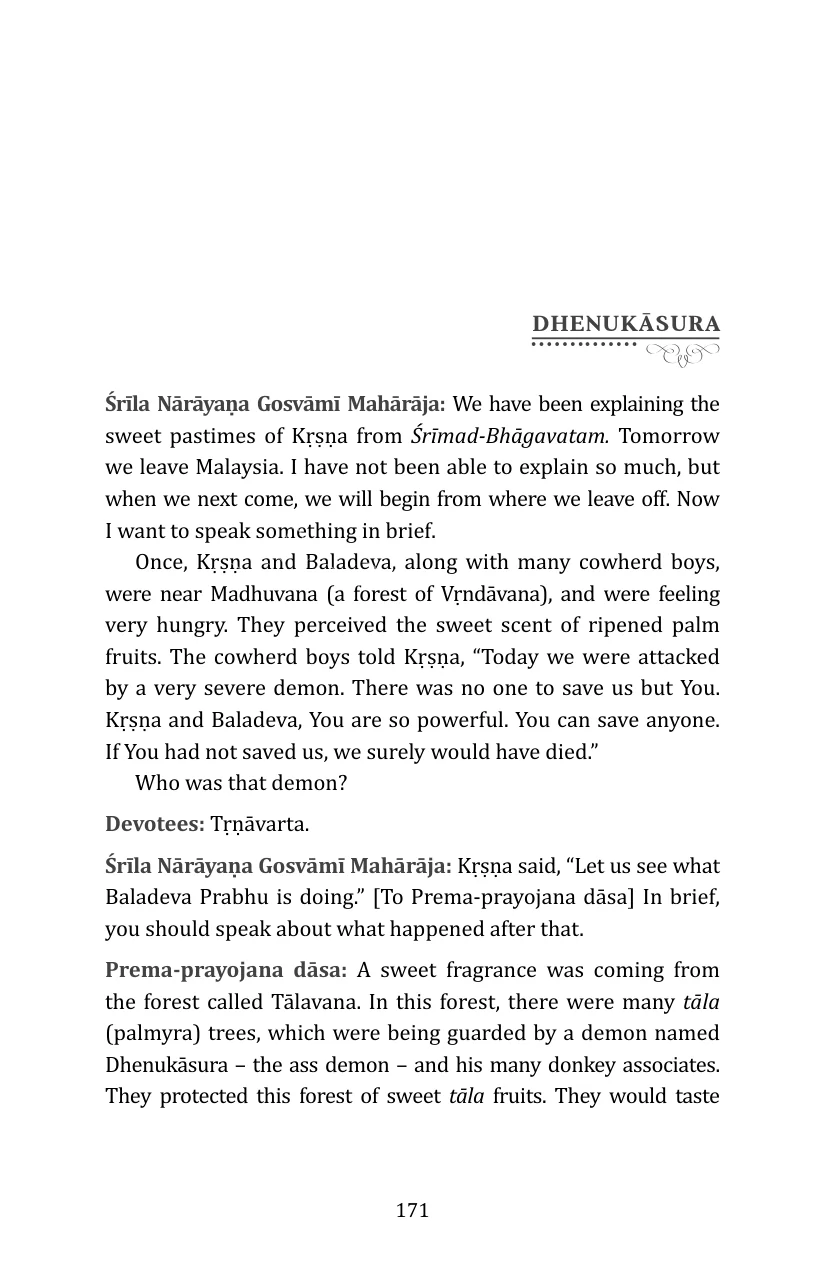 DHENUKĀSURA
Śrīla Nārāyaṇa Gosvāmī Mahārāja: We have been explaining the
sweet pastimes of Kṛṣṇa from Śrīmad-Bhāgavatam. Tomorrow
we leave Malaysia. I have not been able to explain so much, but
when we next come, we will begin from where we leave off. Now
I want to speak something in brief.
Once, Kṛṣṇa and Baladeva, along with many cowherd boys,
were near Madhuvana (a forest of Vṛndāvana), and were feeling
very hungry. They perceived the sweet scent of ripened palm
fruits. The cowherd boys told Kṛṣṇa, “Today we were attacked
by a very severe demon. There was no one to save us but You.
Kṛṣṇa and Baladeva, You are so powerful. You can save anyone.
If You had not saved us, we surely would have died.”
Who was that demon?
Devotees: Tṛṇāvarta.
Śrīla Nārāyaṇa Gosvāmī Mahārāja: Kṛṣṇa said, “Let us see what
Baladeva Prabhu is doing.” [To Prema-prayojana dāsa] In brief,
you should speak about what happened after that.
Prema-prayojana dāsa: A sweet fragrance was coming from
the forest called Tālavana. In this forest, there were many tāla
(palmyra) trees, which were being guarded by a demon named
Dhenukāsura – the ass demon – and his many donkey associates.
They protected this forest of sweet tāla fruits. They would taste
171